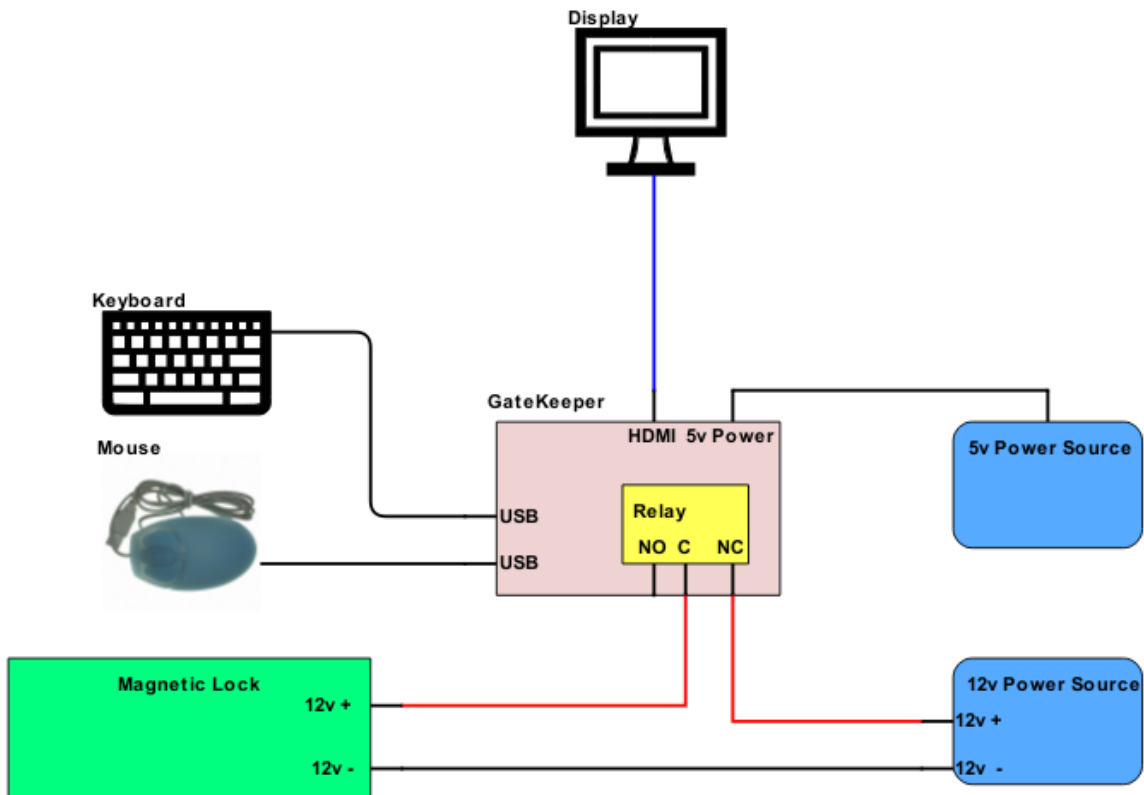 Display
Keyboard
GateKeeper
HDMI 5v Power
5v Power Source
Mouse
Relay
USB
NO C NC
USB
Magnetic Lock
12v +
12v -
12v Power Source
12v +
12v -